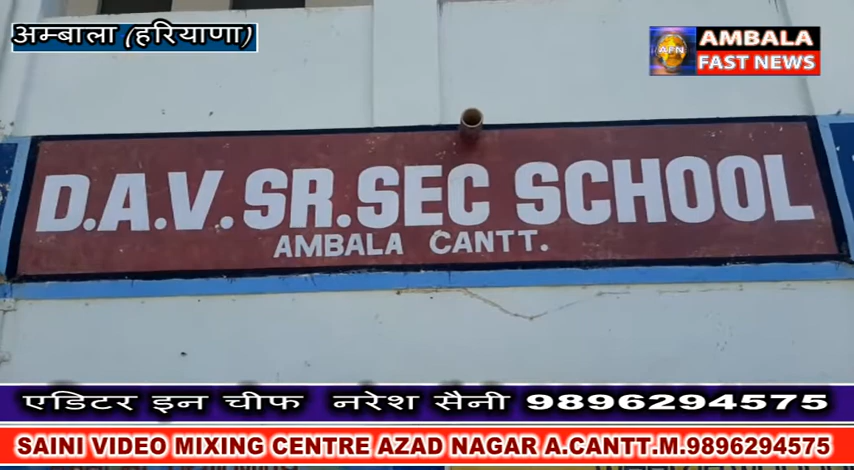 अम्बाला (हरियाणा)
AFN
AMBALA
FAST NEWS
D.A.V. SR. SEC SCHOOL
AMBALA CANTT.
एडिटर इन चीफ नरेश सैनी 9896294575
SAINI VIDEO MIXING CENTRE AZAD NAGAR A.CANTT.M.9896294575